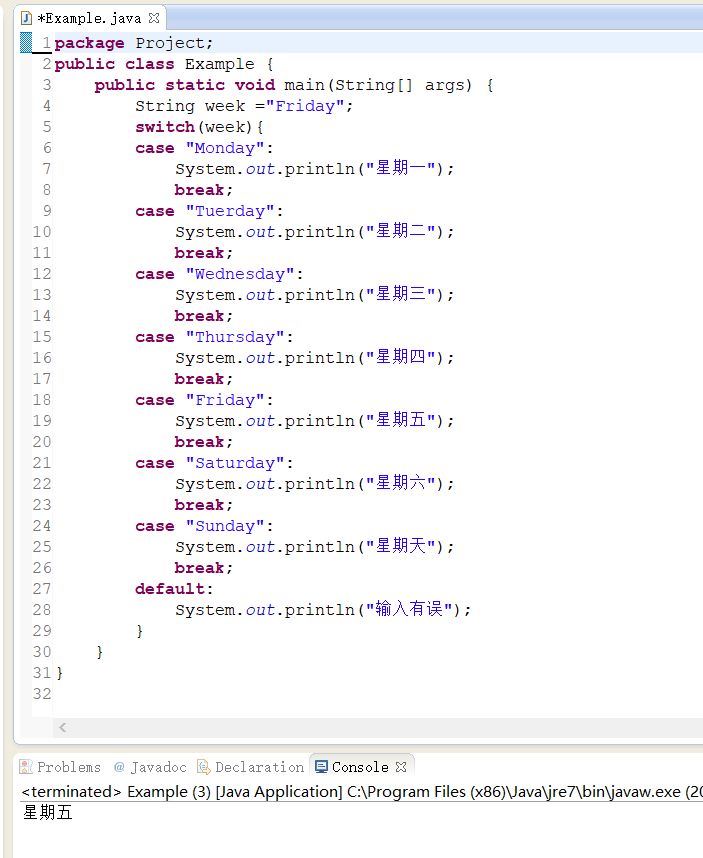 *Example.java
1 package Project;
2 public class Example {
3 public static void main(String[] args) {
4 String week ="Friday";
5 switch(week){
6 case "Monday":
7 System.out.println("星期一");
8 break;
9 case "Tuerday":
10 System.out.println("星期二");
11 break;
12 case "Wednesday":
13 System.out.println("星期三");
14 break;
15 case "Thursday":
16 System.out.println("星期四");
17 break;
18 case "Friday":
19 System.out.println("星期五");
20 break;
21 case "Saturday":
22 System.out.println("星期六");
23 break;
24 case "Sunday":
25 System.out.println("星期天");
26 break;
27 default:
28 System.out.println("输入有误");
29 }
30 }
31 }
32
Problems @ Javadoc Declaration Console
<terminated> Example (3) [Java Application] C:\Program Files (x86)\Java\jre7\bin\javaw.exe (20
星期五